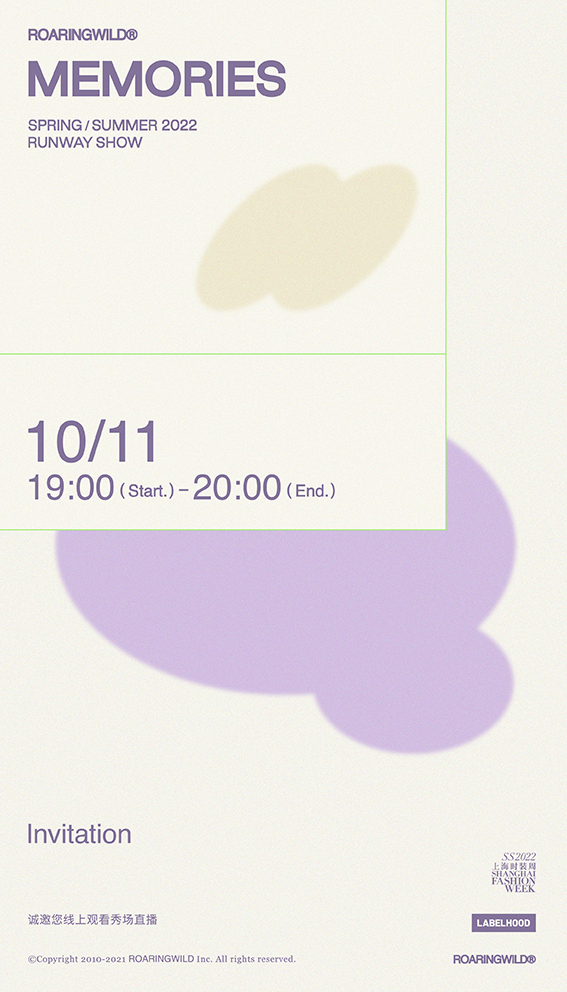 ROARINGWILD®
MEMORIES
SPRING / SUMMER 2022
RUNWAY SHOW
10/11
19:00 (Start.) – 20:00 (End.)
Invitation
SS2022
上海时装周
SHANGHAI
FASHION
WEEK
诚邀您线上观看秀场直播
LABELHOOD
©Copyright 2010-2021 ROARINGWILD Inc. All rights reserved.
ROARINGWILD®